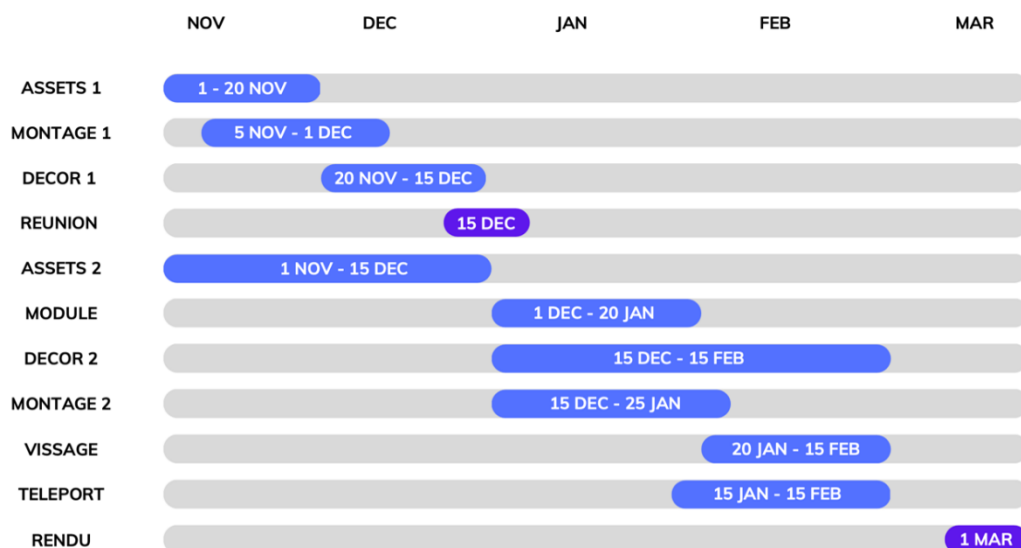 NOV DEC JAN FEB MAR
ASSETS 1 1 - 20 NOV
MONTAGE 1 5 NOV - 1 DEC
DECOR 1 20 NOV - 15 DEC
REUNION 15 DEC
ASSETS 2 1 NOV - 15 DEC
MODULE 1 DEC - 20 JAN
DECOR 2 15 DEC - 15 FEB
MONTAGE 2 15 DEC - 25 JAN
VISSAGE 20 JAN - 15 FEB
TELEPORT 15 JAN - 15 FEB
RENDU 1 MAR